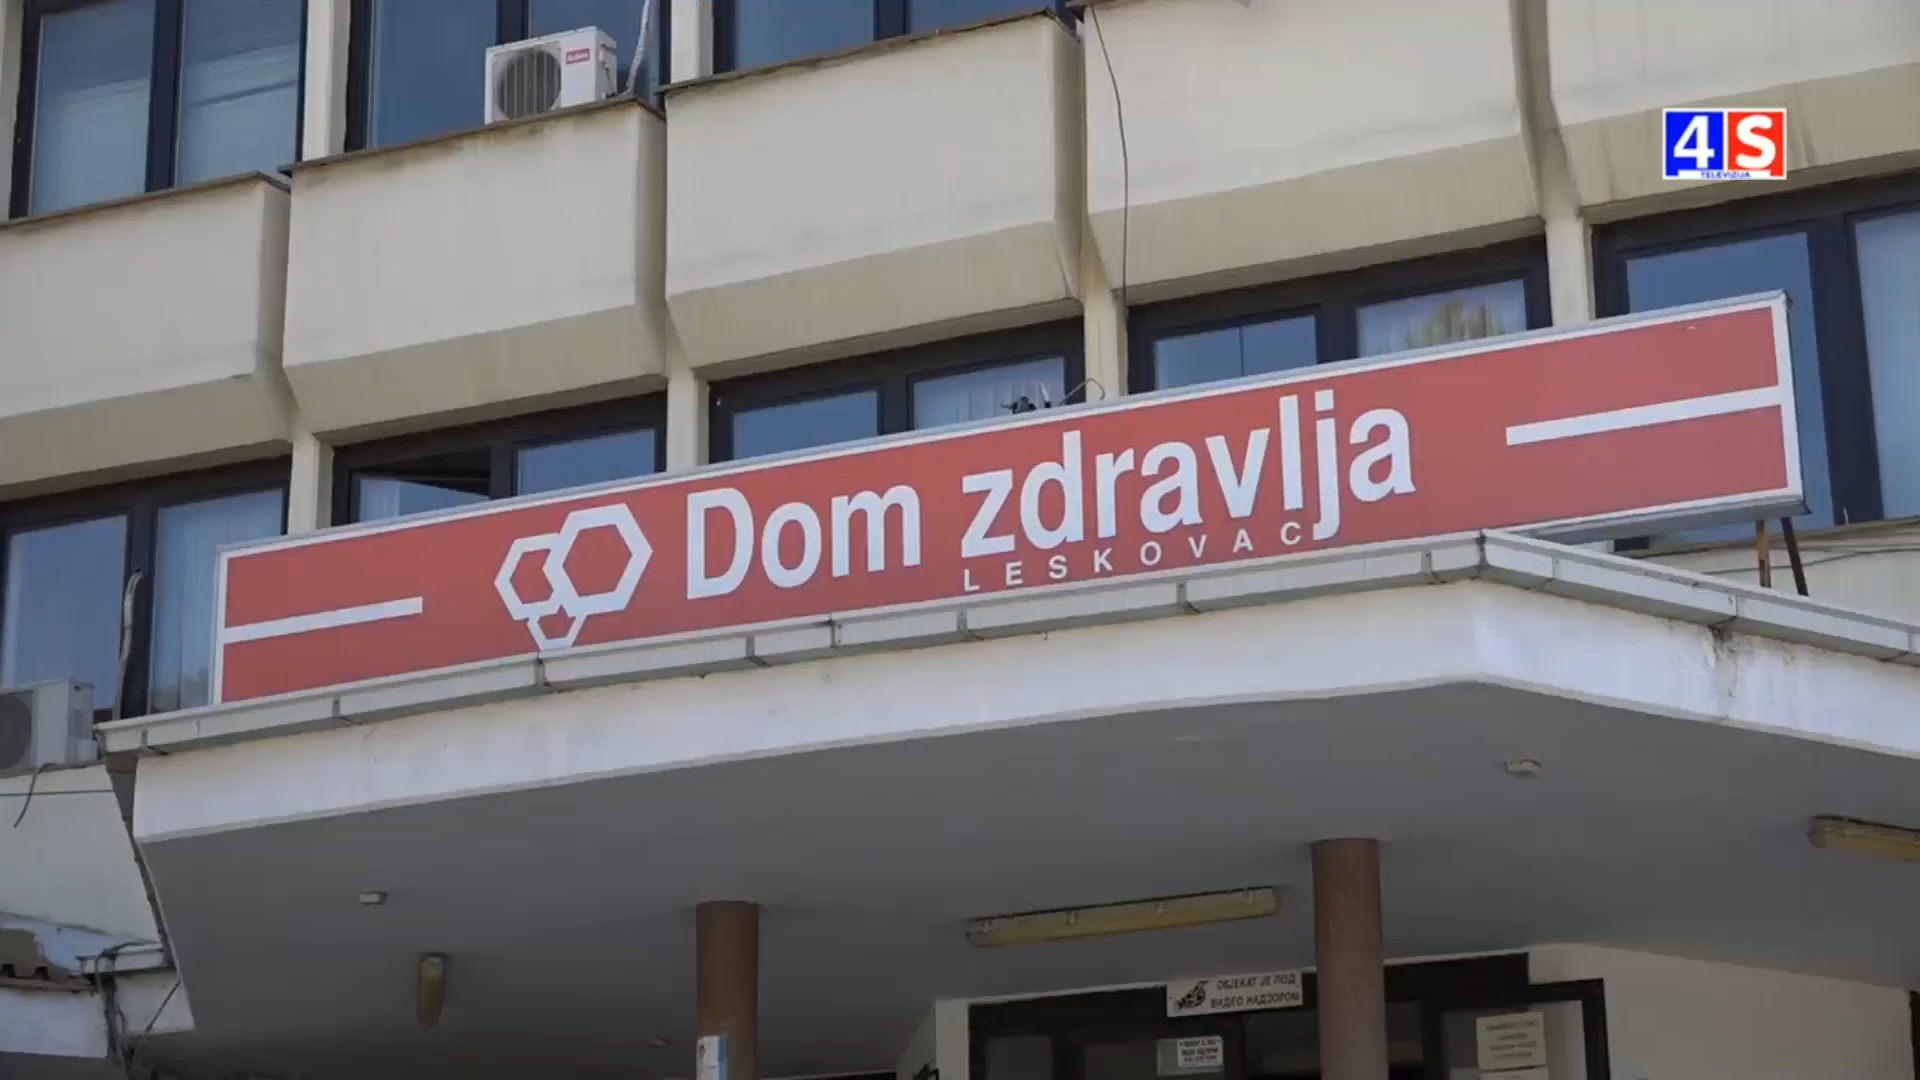 4S
TELEVIZIJA
Dom zdravlja
LESKOVAC
ОБЈЕКАТ ЈЕ ПОД
ВИДЕО НАДЗОРОМ